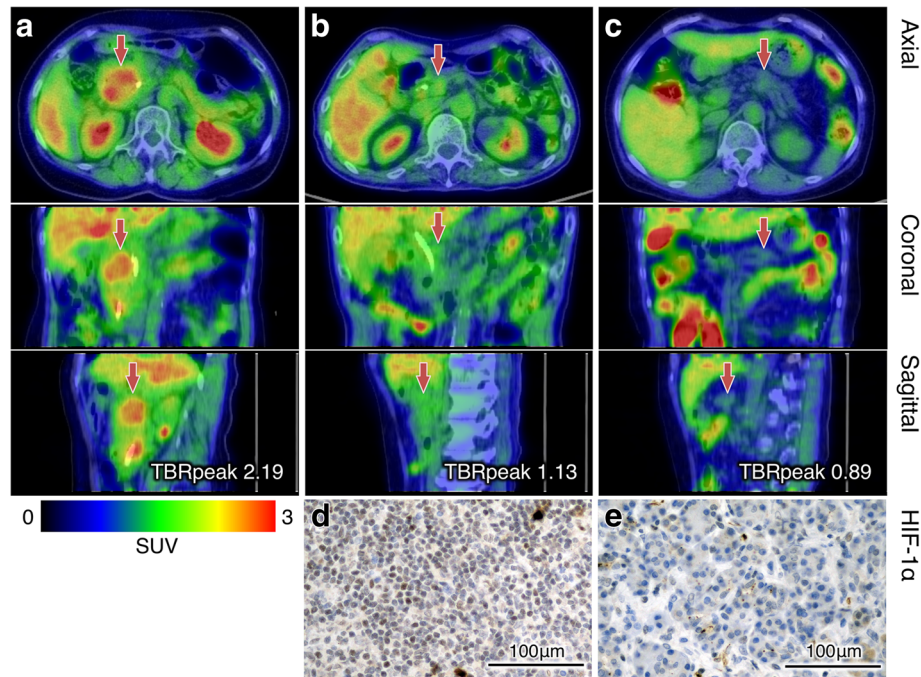 a
b
c
Axial
Coronal
Sagittal
TBRpeak 2.19
TBRpeak 1.13
TBRpeak 0.89
0
3
SUV
d
e
HIF-1α
100μm
100μm